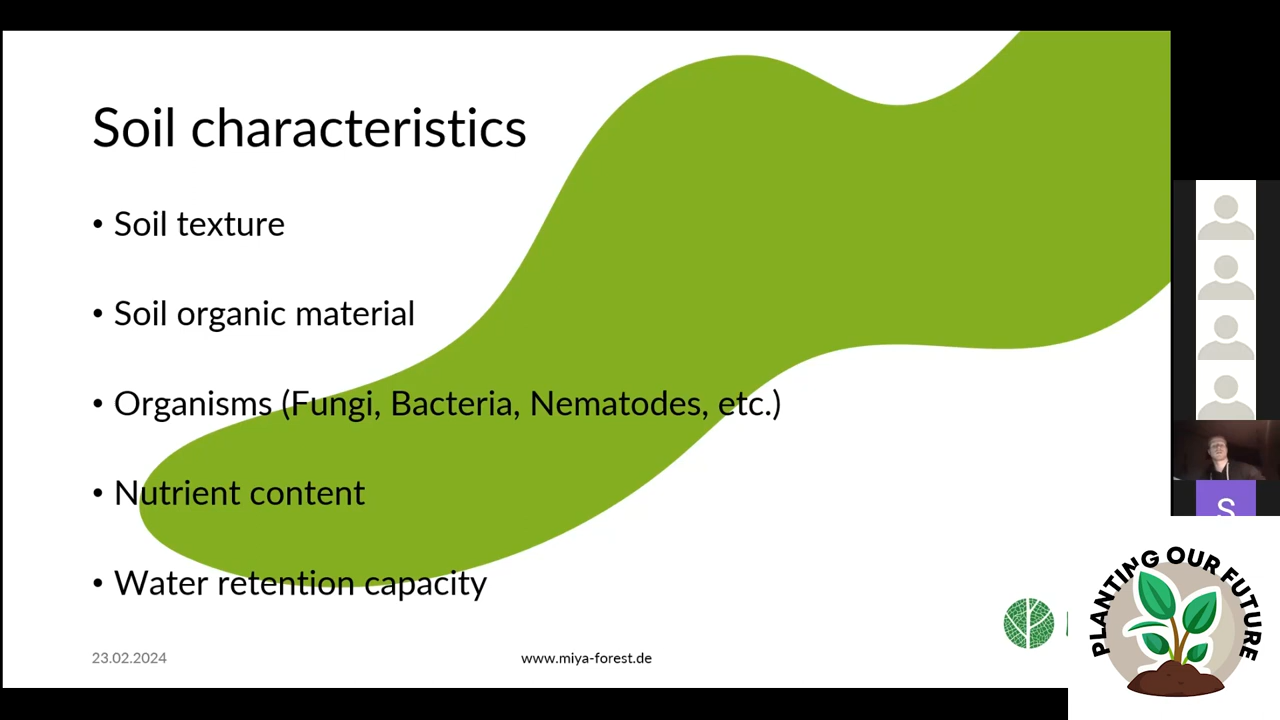 Soil characteristics
• Soil texture
• Soil organic material
• Organisms (Fungi, Bacteria, Nematodes, etc.)
• Nutrient content
• Water retention capacity
23.02.2024
www.miya-forest.de
S
PLANTING OUR FUTURE